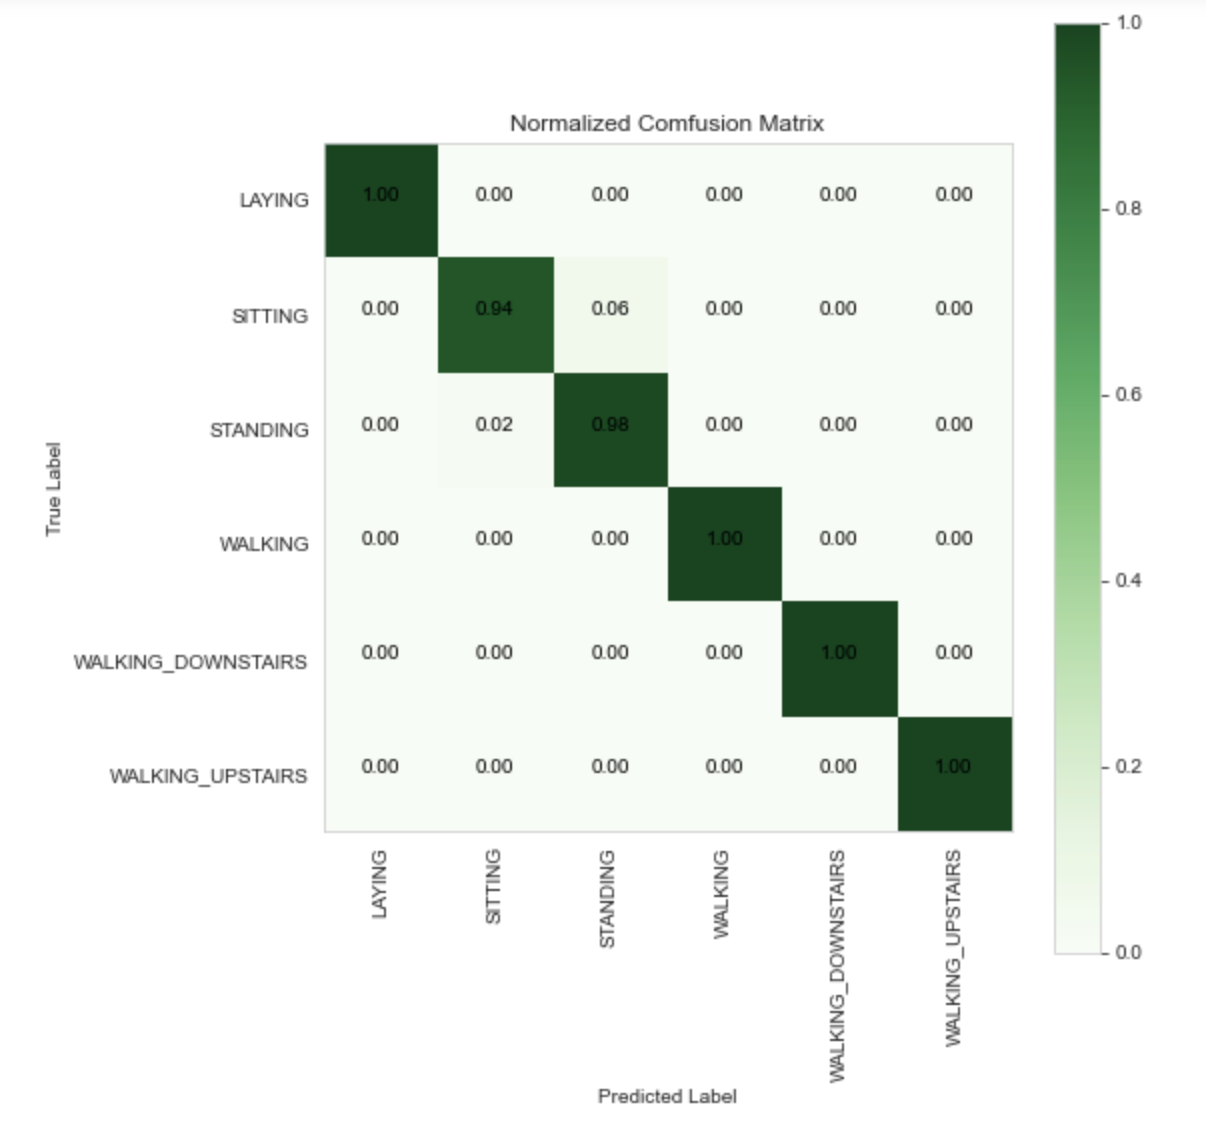 Normalized Comfusion Matrix
LAYING 1.00 0.00 0.00 0.00 0.00 0.00
SITTING 0.00 0.94 0.06 0.00 0.00 0.00
STANDING 0.00 0.02 0.98 0.00 0.00 0.00
WALKING 0.00 0.00 0.00 1.00 0.00 0.00
WALKING_DOWNSTAIRS 0.00 0.00 0.00 0.00 1.00 0.00
WALKING_UPSTAIRS 0.00 0.00 0.00 0.00 0.00 1.00
True Label
LAYING
SITTING
STANDING
WALKING
WALKING_DOWNSTAIRS
WALKING_UPSTAIRS
Predicted Label
1.0
0.8
0.6
0.4
0.2
0.0